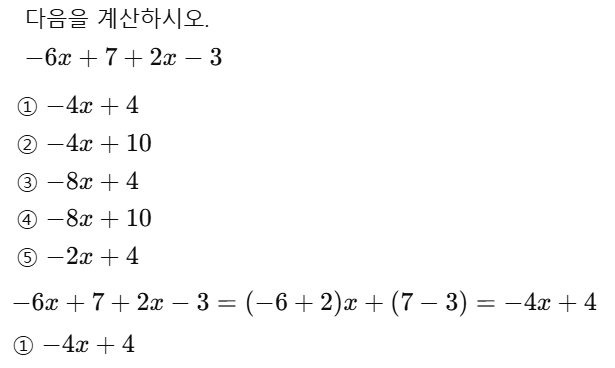 다음을 계산하시오.
−6x + 7 + 2x − 3
① −4x + 4
② −4x + 10
③ −8x + 4
④ −8x + 10
⑤ −2x + 4
−6x + 7 + 2x − 3 = (−6 + 2)x + (7 − 3) = −4x + 4
① −4x + 4